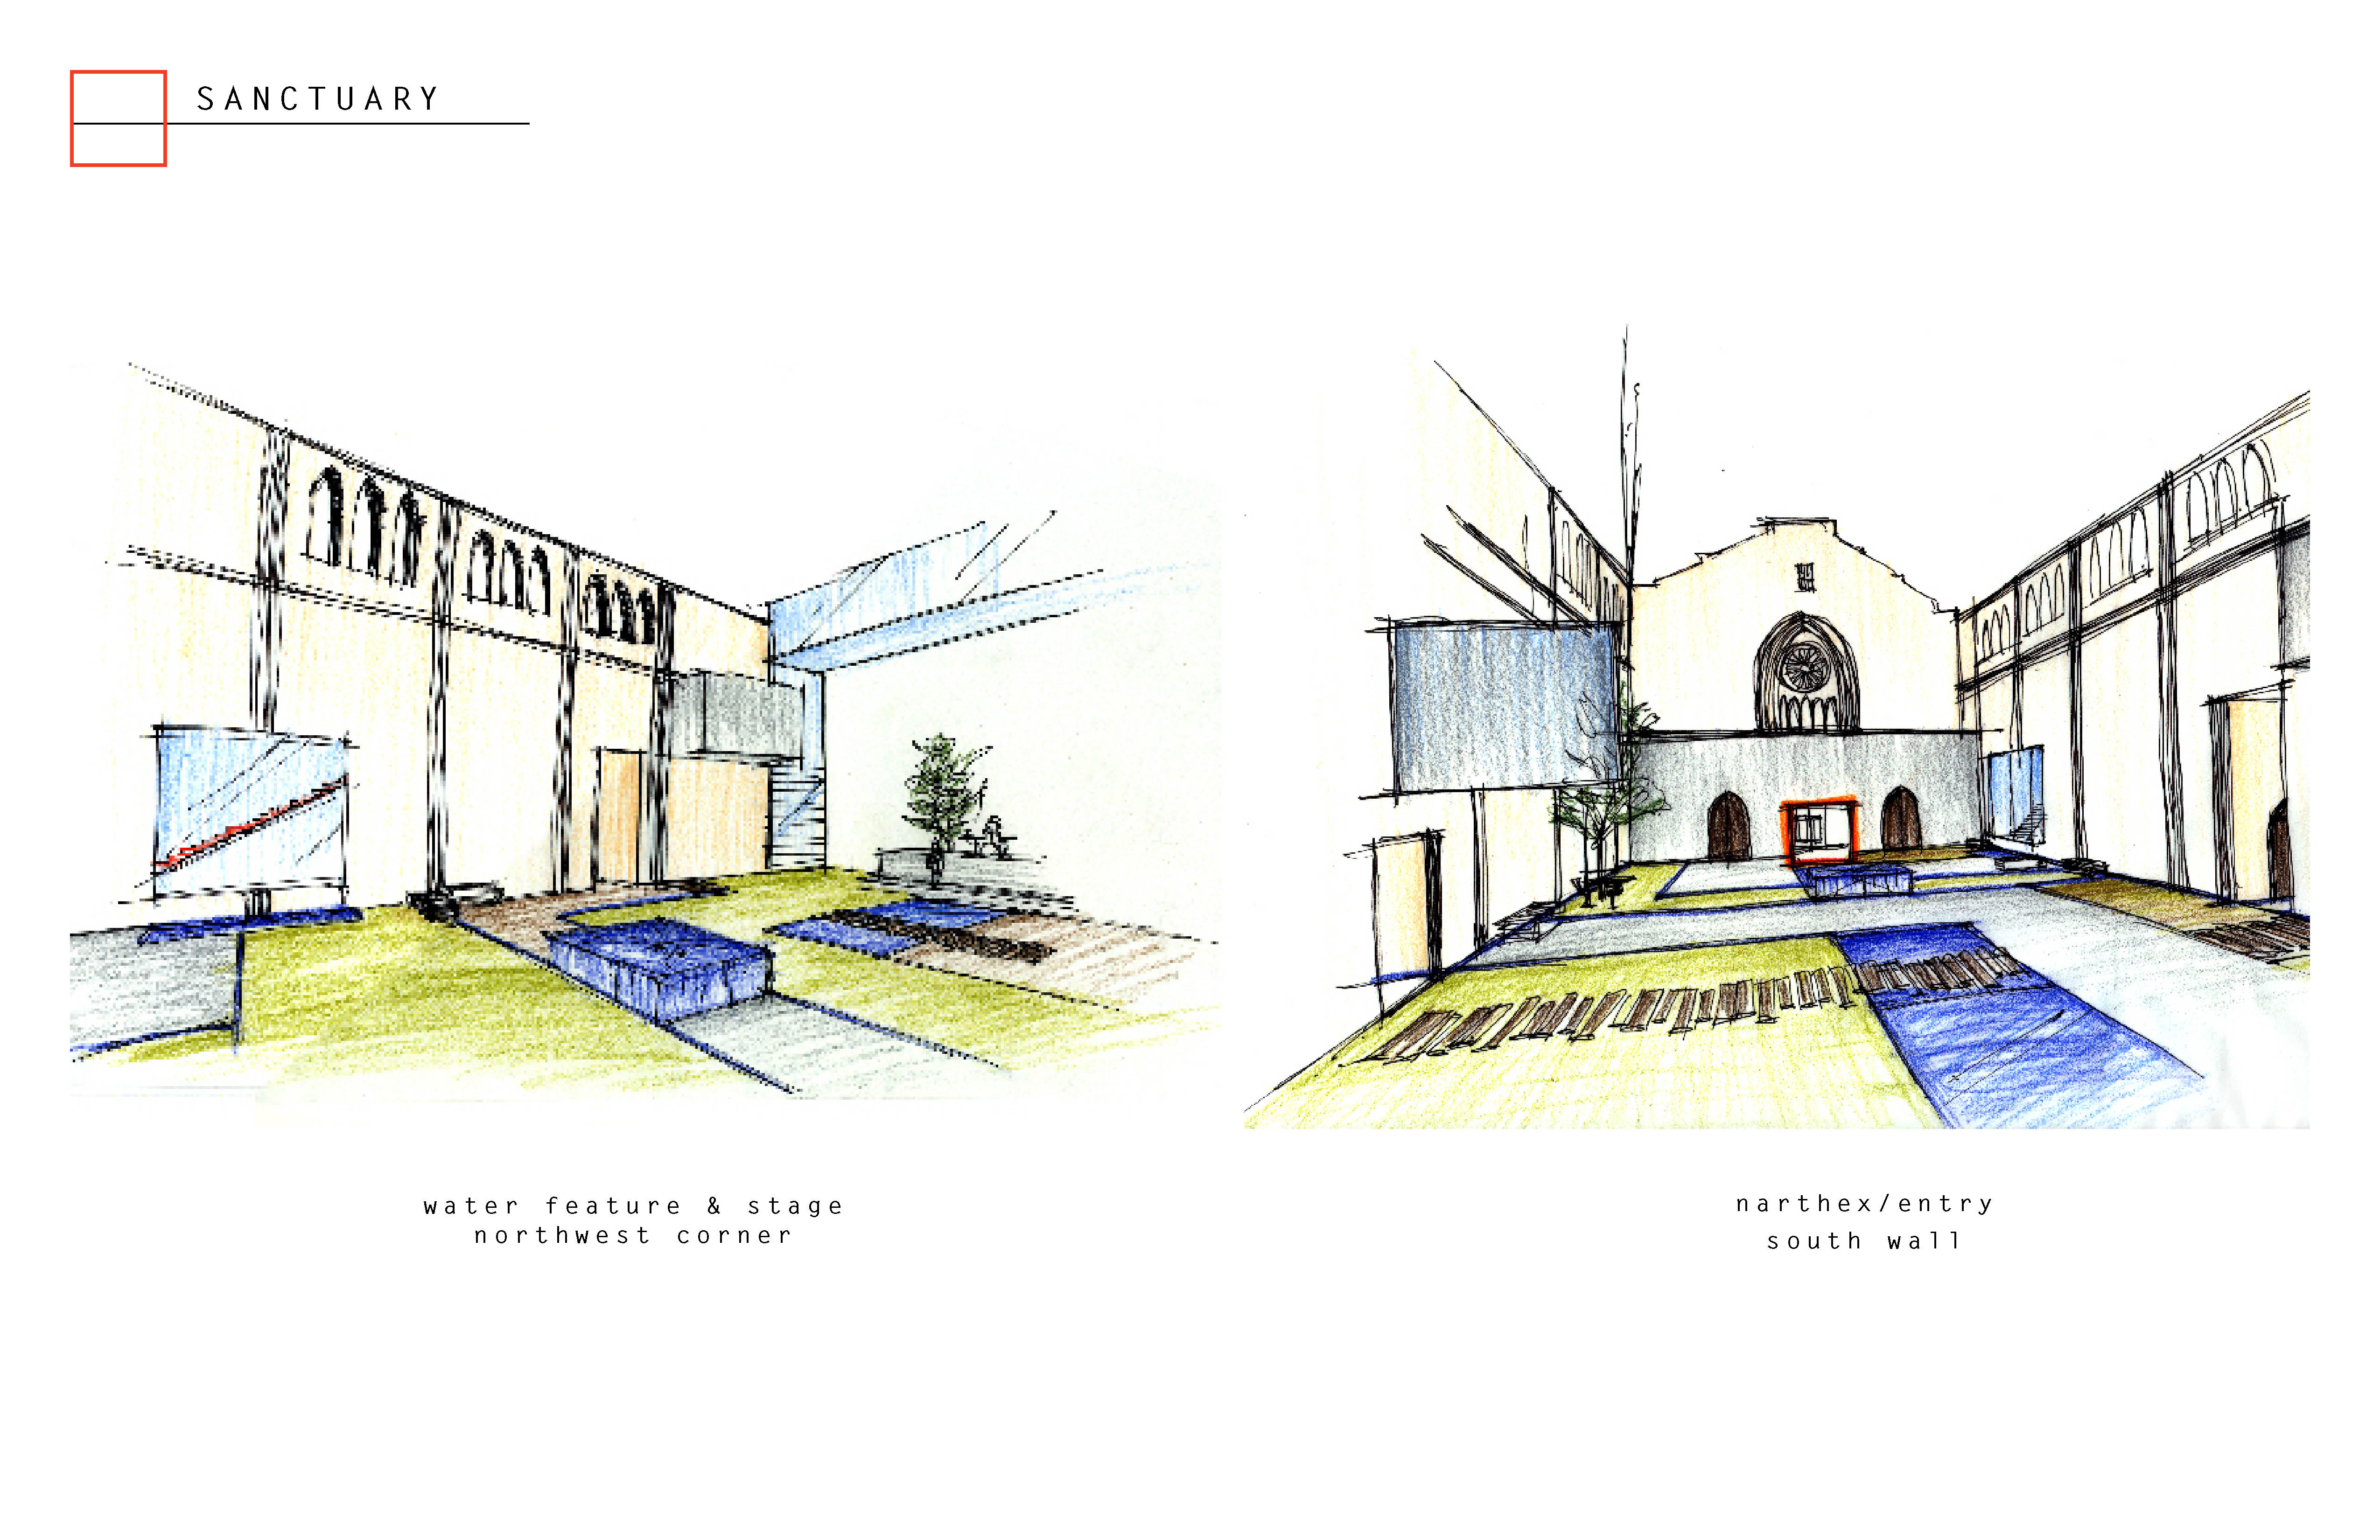 SANCTUARY
water feature & stage
northwest corner
narthex/entry
south wall